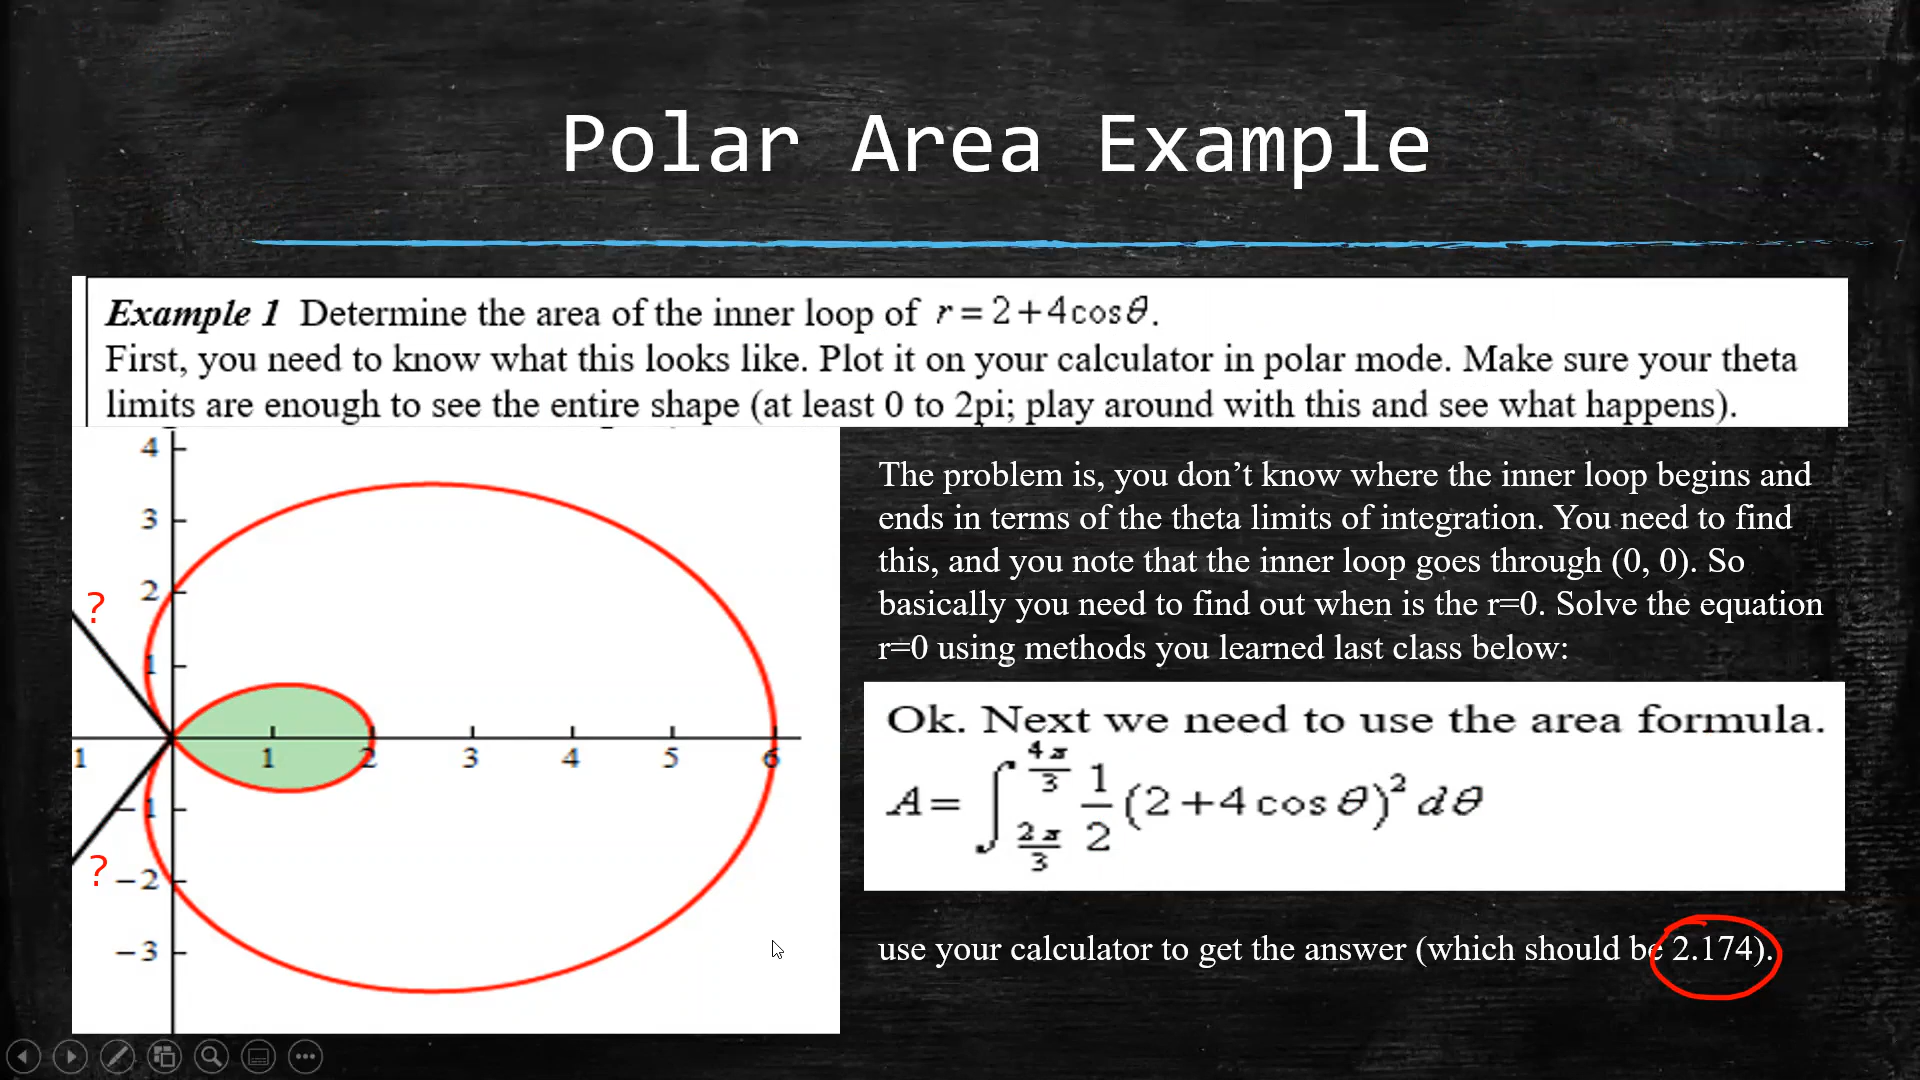 Polar Area Example
Example 1 Determine the area of the inner loop of r = 2+4cosθ.
First, you need to know what this looks like. Plot it on your calculator in polar mode. Make sure your theta
limits are enough to see the entire shape (at least 0 to 2pi; play around with this and see what happens).
4
3
2
?
1
1
1
2
3
4
5
6
−1
?
−2
−3
The problem is, you don’t know where the inner loop begins and
ends in terms of the theta limits of integration. You need to find
this, and you note that the inner loop goes through (0, 0). So
basically you need to find out when is the r=0. Solve the equation
r=0 using methods you learned last class below:
Ok. Next we need to use the area formula.
A = ∫_{2π/3}^{4π/3} 1/2 (2+4 cos θ)² dθ
use your calculator to get the answer (which should be 2.174).